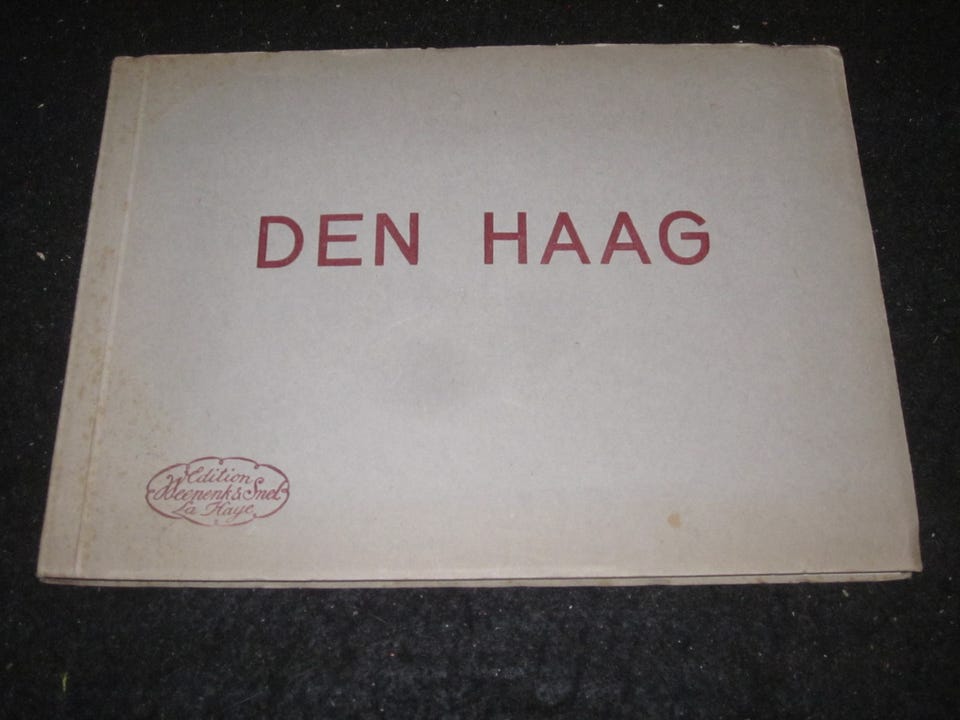 DEN HAAG
Edition
Weenenk & Snel
La Haye